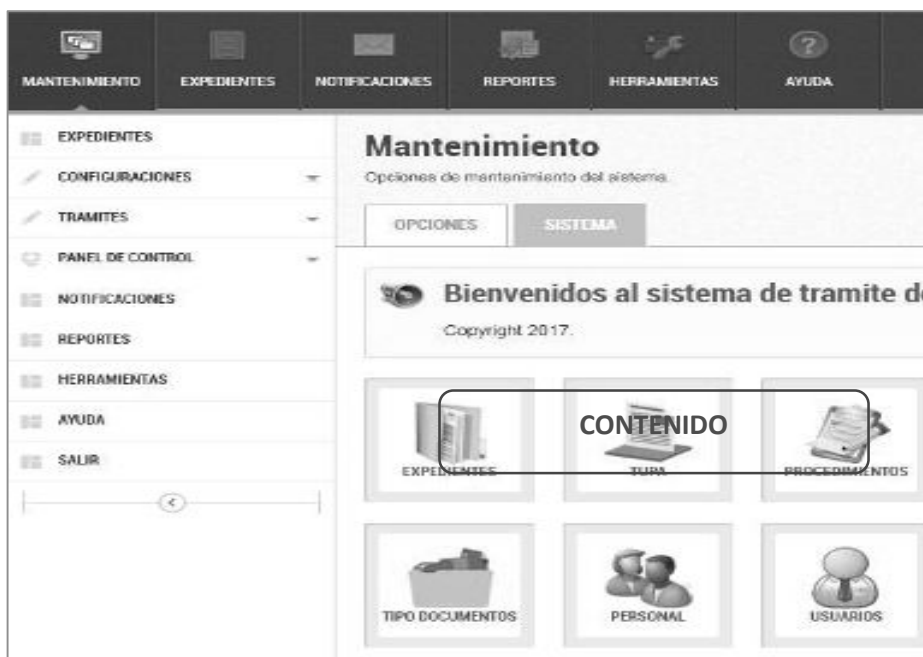 MANTENIMIENTO EXPEDIENTES NOTIFICACIONES REPORTES HERRAMIENTAS AYUDA
EXPEDIENTES
CONFIGURACIONES
TRAMITES
PANEL DE CONTROL
NOTIFICACIONES
REPORTES
HERRAMIENTAS
AYUDA
SALIR
Mantenimiento
Opciones de mantenimiento del sistema.
OPCIONES SISTEMA
Bienvenidos al sistema de tramite de
Copyright 2017.
CONTENIDO
EXPEDIENTES TUPA PROCEDIMIENTOS
TIPO DOCUMENTOS PERSONAL USUARIOS